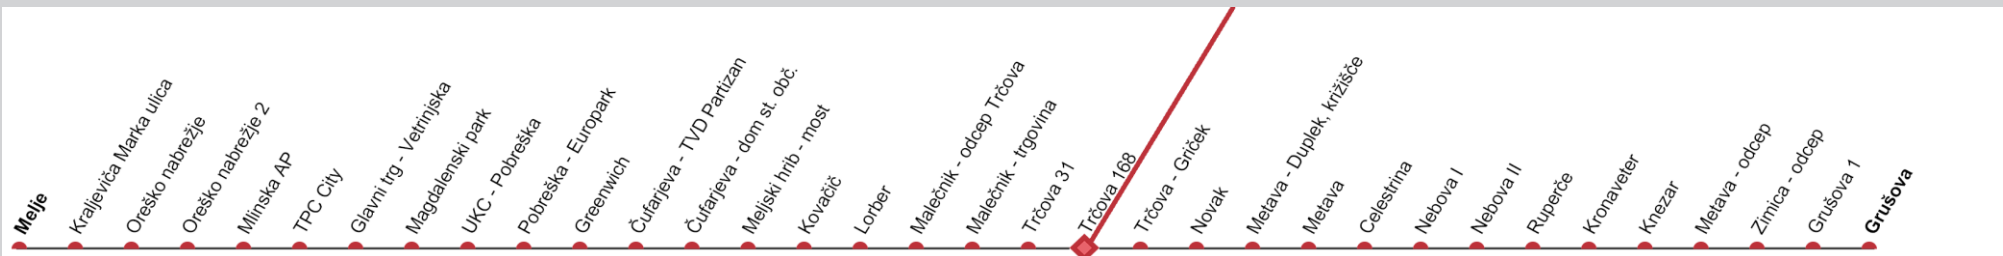 Melje
Kraljeviča Marka ulica
Oreško nabrežje
Oreško nabrežje 2
Mlinska AP
TPC City
Glavni trg - Vetrinjska
Magdalenski park
UKC - Pobreška
Pobreška - Europark
Greenwich
Čufarjeva - TVD Partizan
Čufarjeva - dom st. obč.
Meljski hrib - most
Kovačič
Lorber
Malečnik - odcep Trčova
Malečnik - trgovina
Trčova 31
Trčova 168
Trčova - Griček
Novak
Metava - Duplek, križišče
Metava
Celestrina
Nebova I
Nebova II
Ruperče
Kronaveter
Knezar
Metava - odcep
Zimica - odcep
Grušova 1
Grušova